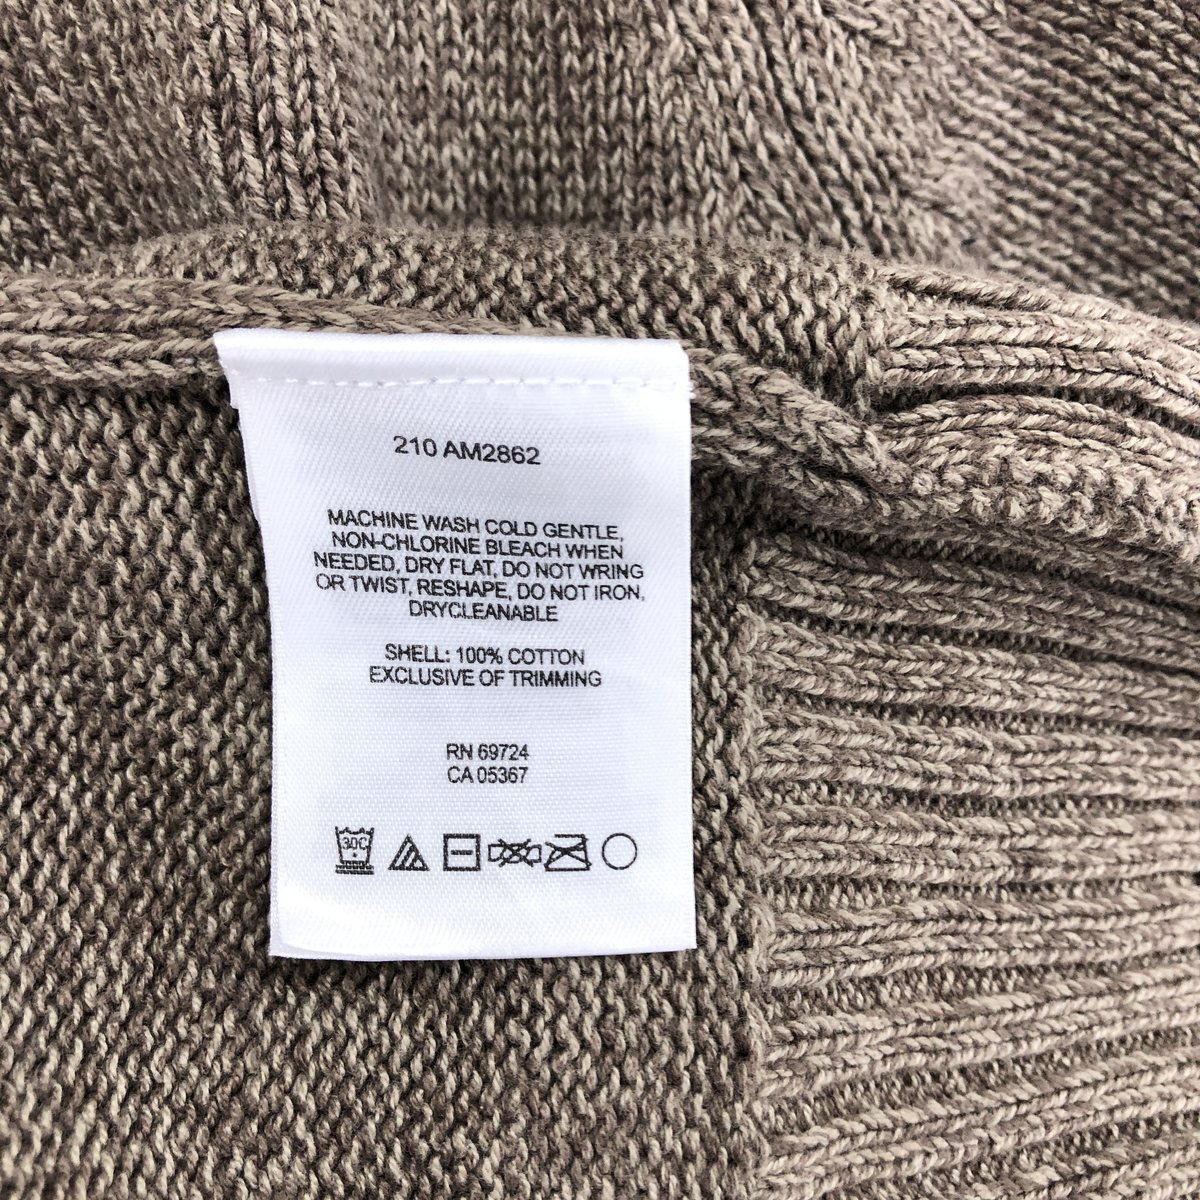 210 AM2862
MACHINE WASH COLD GENTLE,
NON-CHLORINE BLEACH WHEN
NEEDED, DRY FLAT, DO NOT WRING
OR TWIST, RESHAPE, DO NOT IRON,
DRYCLEANABLE
SHELL: 100% COTTON
EXCLUSIVE OF TRIMMING
RN 69724
CA 05367
30C